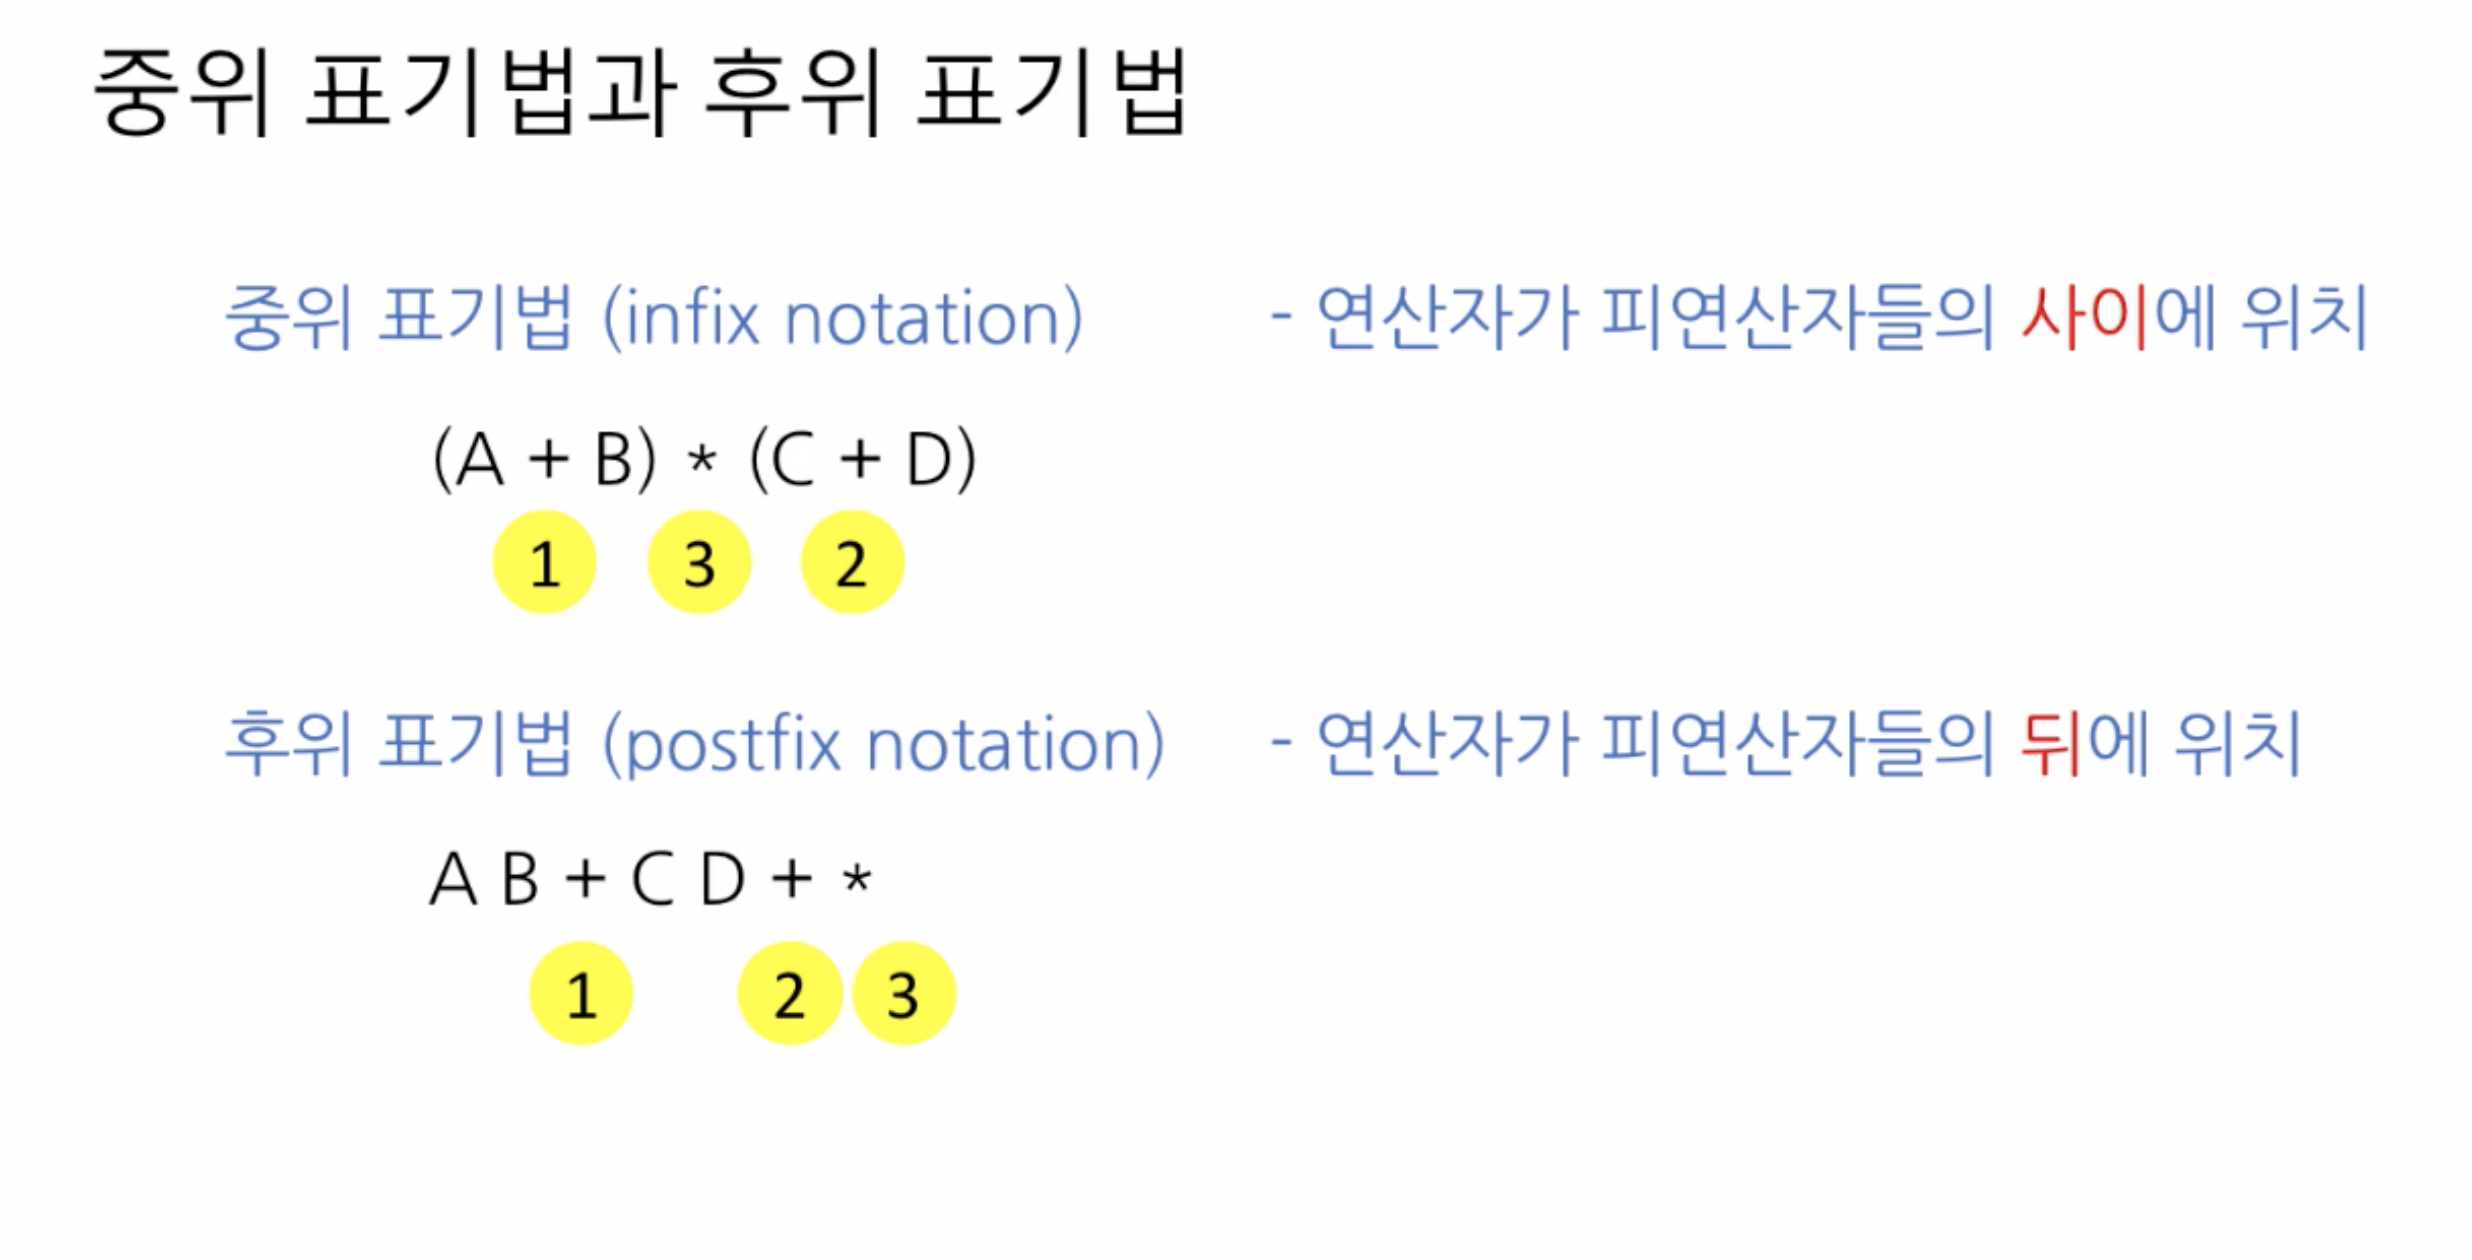 중위 표기법과 후위 표기법
중위 표기법 (infix notation) - 연산자가 피연산자들의 사이에 위치
(A + B) * (C + D)
1 3 2
후위 표기법 (postfix notation) - 연산자가 피연산자들의 뒤에 위치
A B + C D + *
1 2 3